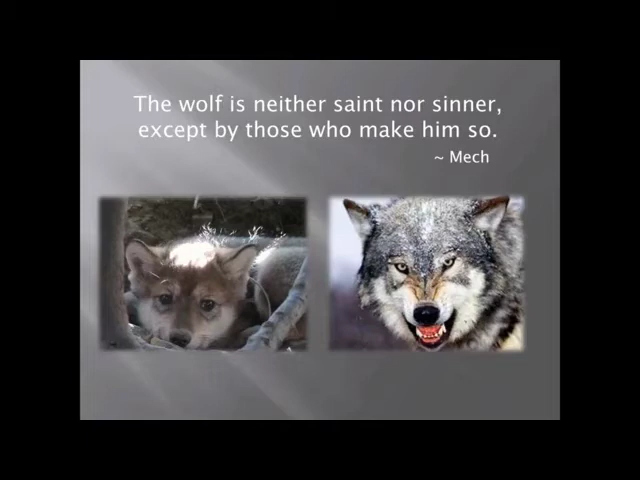 The wolf is neither saint nor sinner,
except by those who make him so.
~ Mech